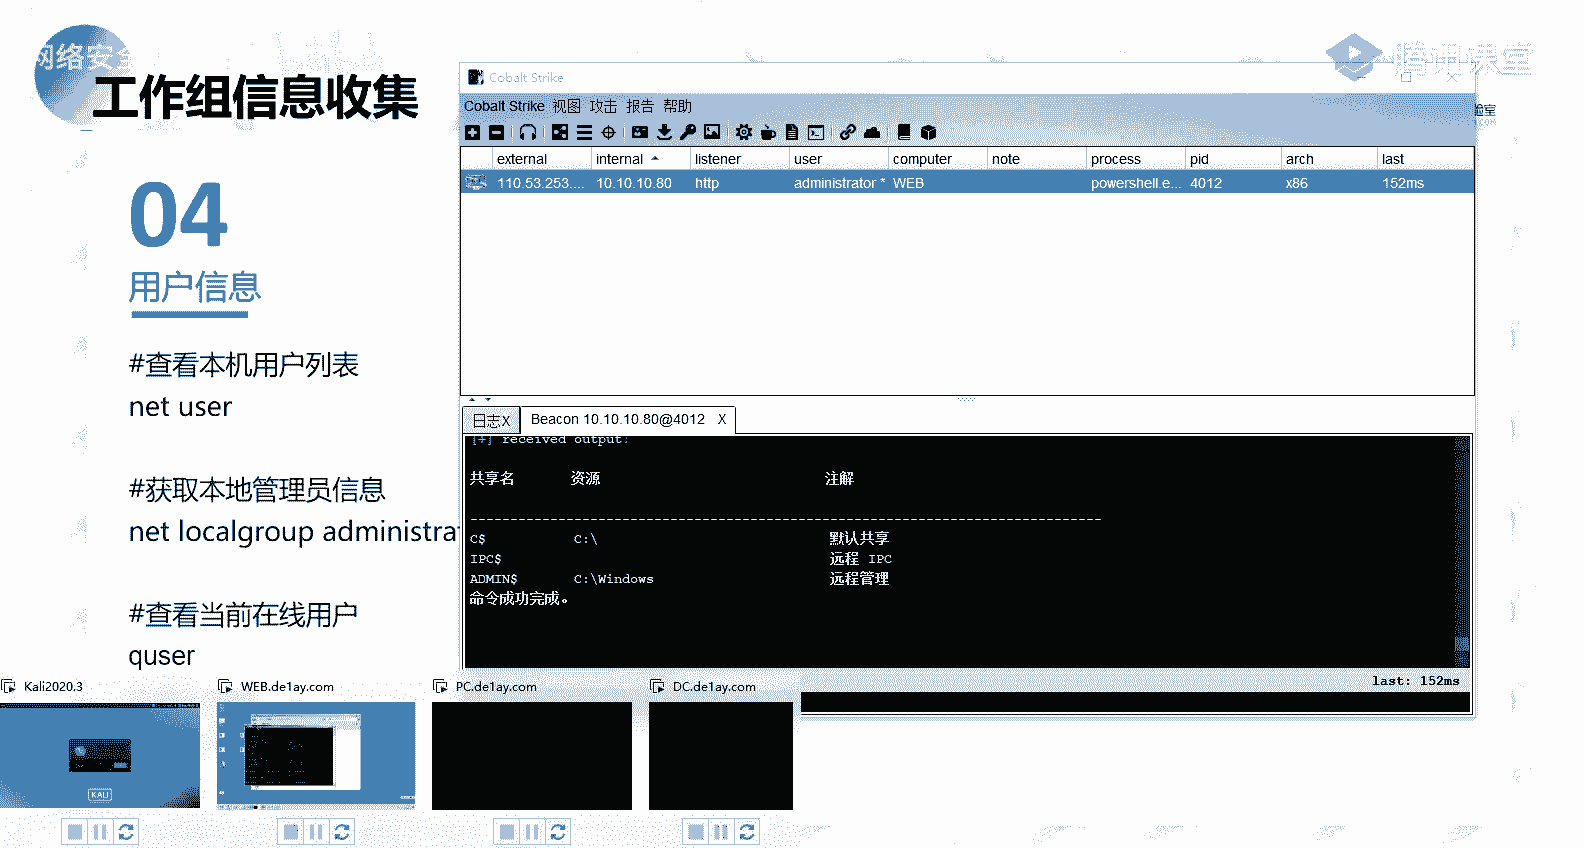 网络安全
工作组信息收集
腾讯课堂
验室
04
用户信息
#查看本机用户列表
net user
#获取本地管理员信息
net localgroup administrat
#查看当前在线用户
quser
Cobalt Strike
Cobalt Strike 视图 攻击 报告 帮助
external internal listener user computer note process pid arch last
110.53.253.... 10.10.10.80 http administrator * WEB powershell.e... 4012 x86 152ms
日志X Beacon 10.10.10.80@4012 X
[+] received output:
共享名 资源 注解
-------------------------------------------------------------------------------
C$ C:\ 默认共享
IPC$ 远程 IPC
ADMIN$ C:\Windows 远程管理
命令成功完成。
last: 152ms
Kali2020.3 WEB.de1ay.com PC.de1ay.com DC.de1ay.com
KALI